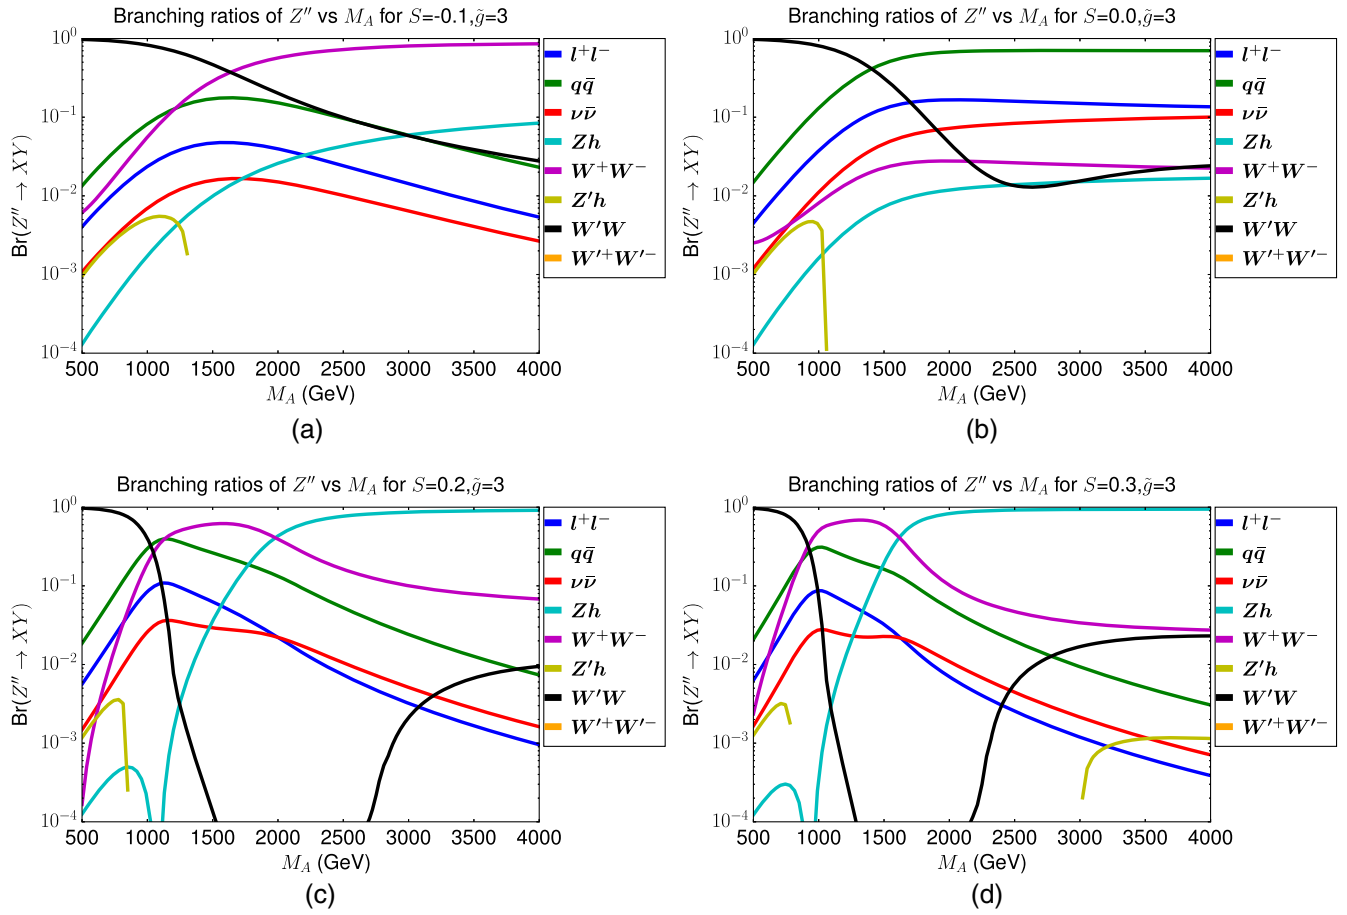 Branching ratios of Z″ vs M_A for S=-0.1,g̃=3
Br(Z″ → XY)
10^0
10^−1
10^−2
10^−3
10^−4
500 1000 1500 2000 2500 3000 3500 4000
M_A (GeV)
l⁺l⁻
qq̄
νν̄
Zh
W⁺W⁻
Z′h
W′W
W′⁺W′⁻
(a)
Branching ratios of Z″ vs M_A for S=0.0,g̃=3
Br(Z″ → XY)
10^0
10^−1
10^−2
10^−3
10^−4
500 1000 1500 2000 2500 3000 3500 4000
M_A (GeV)
l⁺l⁻
qq̄
νν̄
Zh
W⁺W⁻
Z′h
W′W
W′⁺W′⁻
(b)
Branching ratios of Z″ vs M_A for S=0.2,g̃=3
Br(Z″ → XY)
10^0
10^−1
10^−2
10^−3
10^−4
500 1000 1500 2000 2500 3000 3500 4000
M_A (GeV)
l⁺l⁻
qq̄
νν̄
Zh
W⁺W⁻
Z′h
W′W
W′⁺W′⁻
(c)
Branching ratios of Z″ vs M_A for S=0.3,g̃=3
Br(Z″ → XY)
10^0
10^−1
10^−2
10^−3
10^−4
500 1000 1500 2000 2500 3000 3500 4000
M_A (GeV)
l⁺l⁻
qq̄
νν̄
Zh
W⁺W⁻
Z′h
W′W
W′⁺W′⁻
(d)